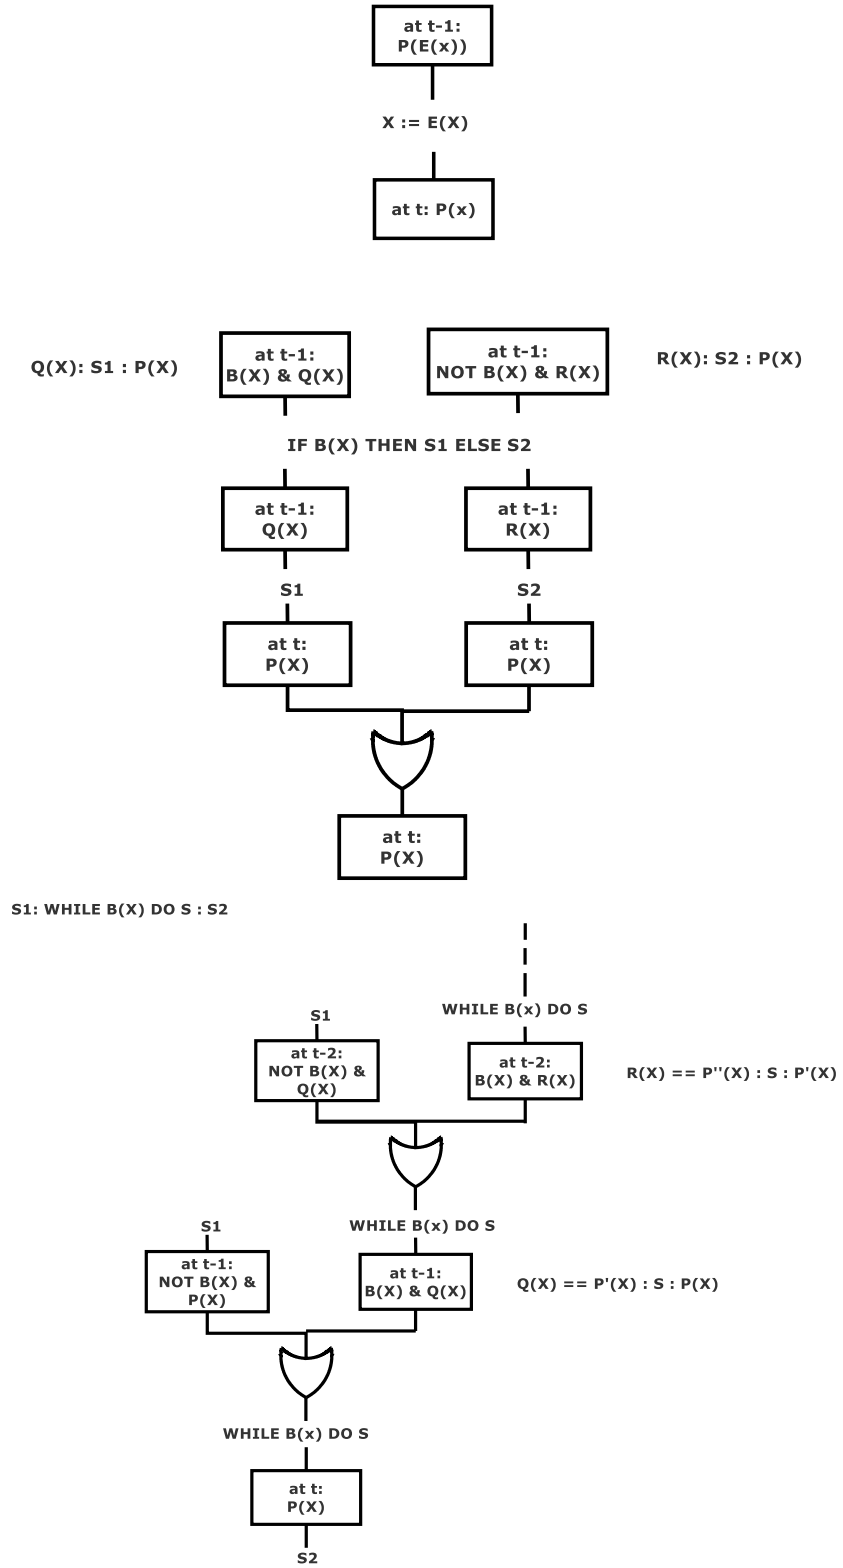 at t-1:
P(E(x))
X := E(X)
at t: P(x)
Q(X): S1 : P(X)
at t-1:
B(X) & Q(X)
at t-1:
NOT B(X) & R(X)
R(X): S2 : P(X)
IF B(X) THEN S1 ELSE S2
at t-1:
Q(X)
at t-1:
R(X)
S1
S2
at t:
P(X)
at t:
P(X)
at t:
P(X)
S1: WHILE B(X) DO S : S2
WHILE B(x) DO S
S1
at t-2:
NOT B(X) &
Q(X)
at t-2:
B(X) & R(X)
R(X) == P''(X) : S : P'(X)
S1
WHILE B(x) DO S
at t-1:
NOT B(X) &
P(X)
at t-1:
B(X) & Q(X)
Q(X) == P'(X) : S : P(X)
WHILE B(x) DO S
at t:
P(X)
S2